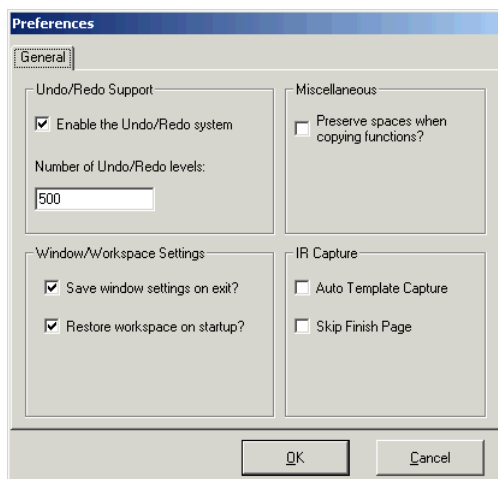 Preferences
General
Undo/Redo Support
Enable the Undo/Redo system
Number of Undo/Redo levels:
500
Miscellaneous
Preserve spaces when
copying functions?
Window/Workspace Settings
Save window settings on exit?
Restore workspace on startup?
IR Capture
Auto Template Capture
Skip Finish Page
OK
Cancel